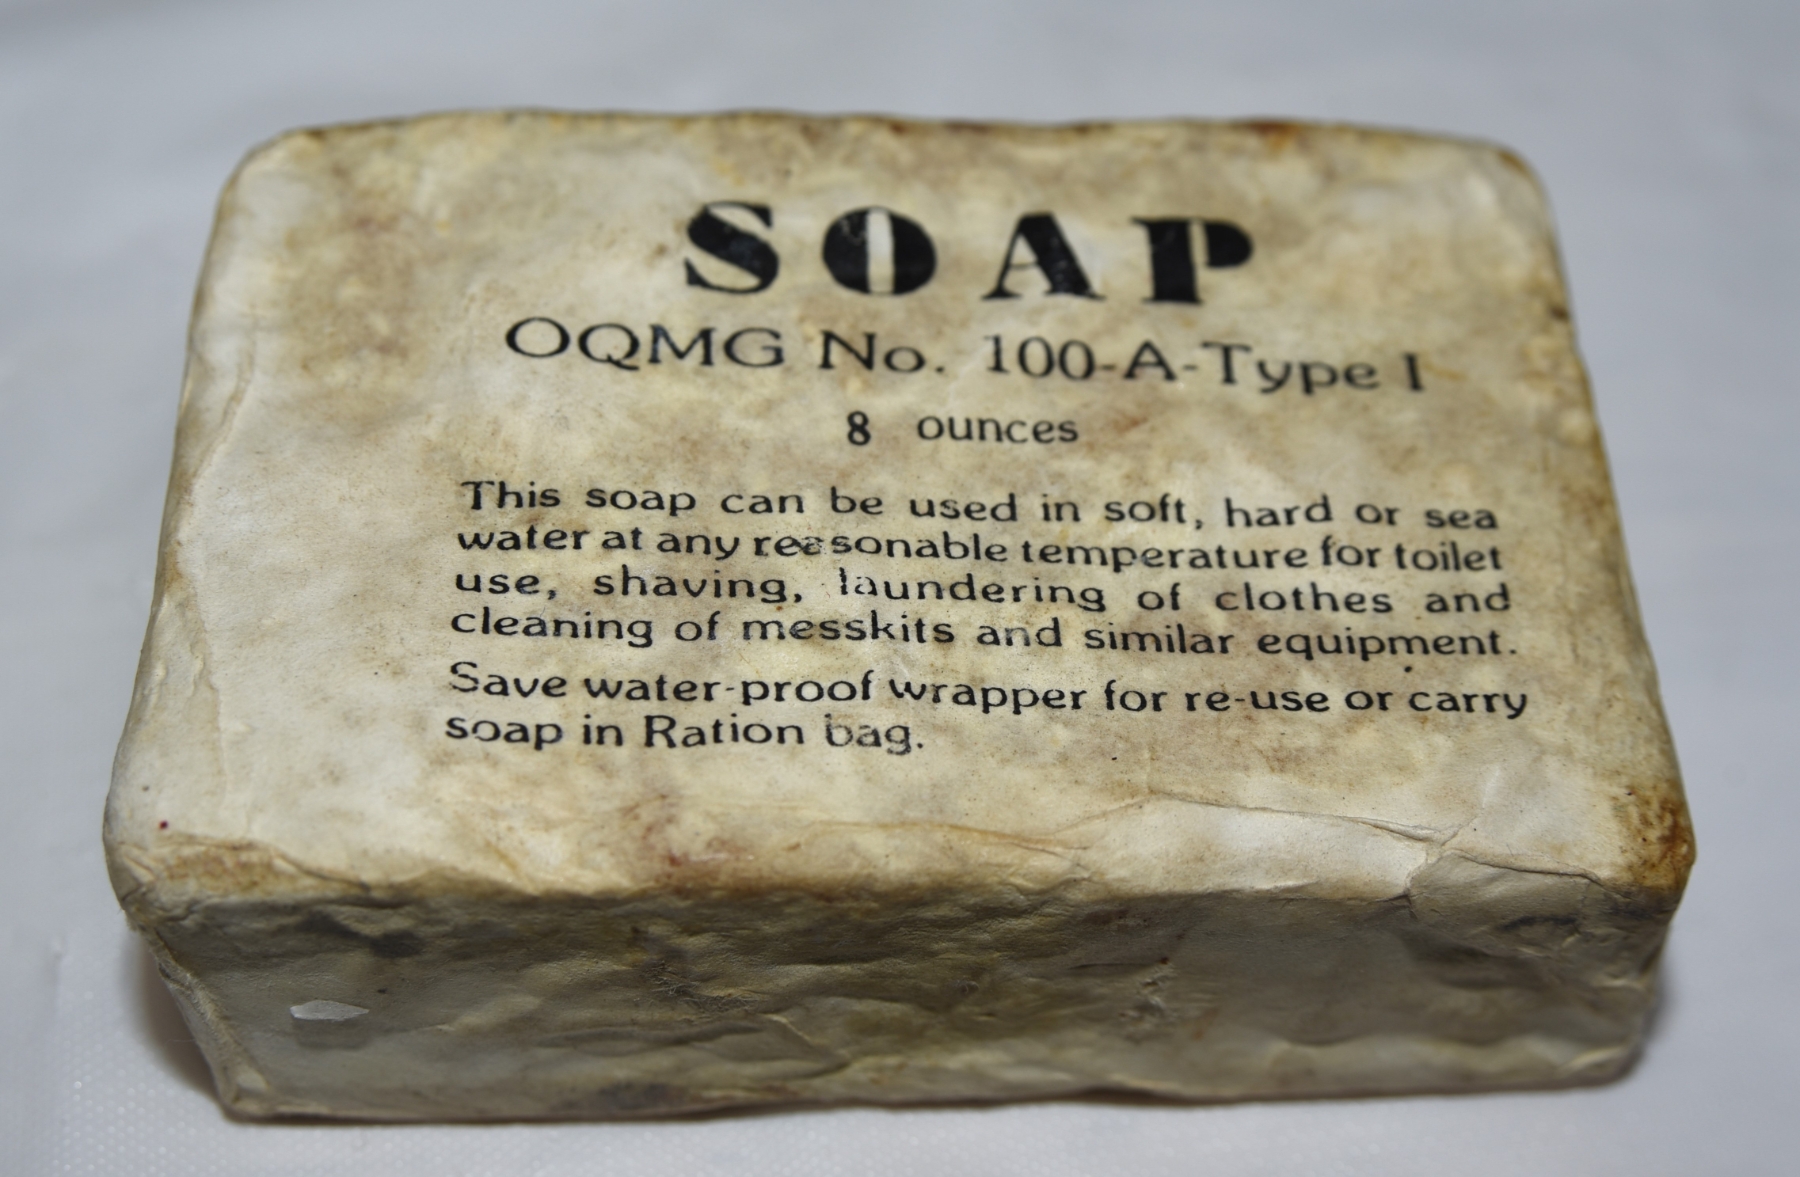 SOAP
OQMG No. 100-A-Type I
8 ounces
This soap can be used in soft, hard or sea
water at any reasonable temperature for toilet
use, shaving, laundering of clothes and
cleaning of messkits and similar equipment.
Save water-proof wrapper for re-use or carry
soap in Ration bag.